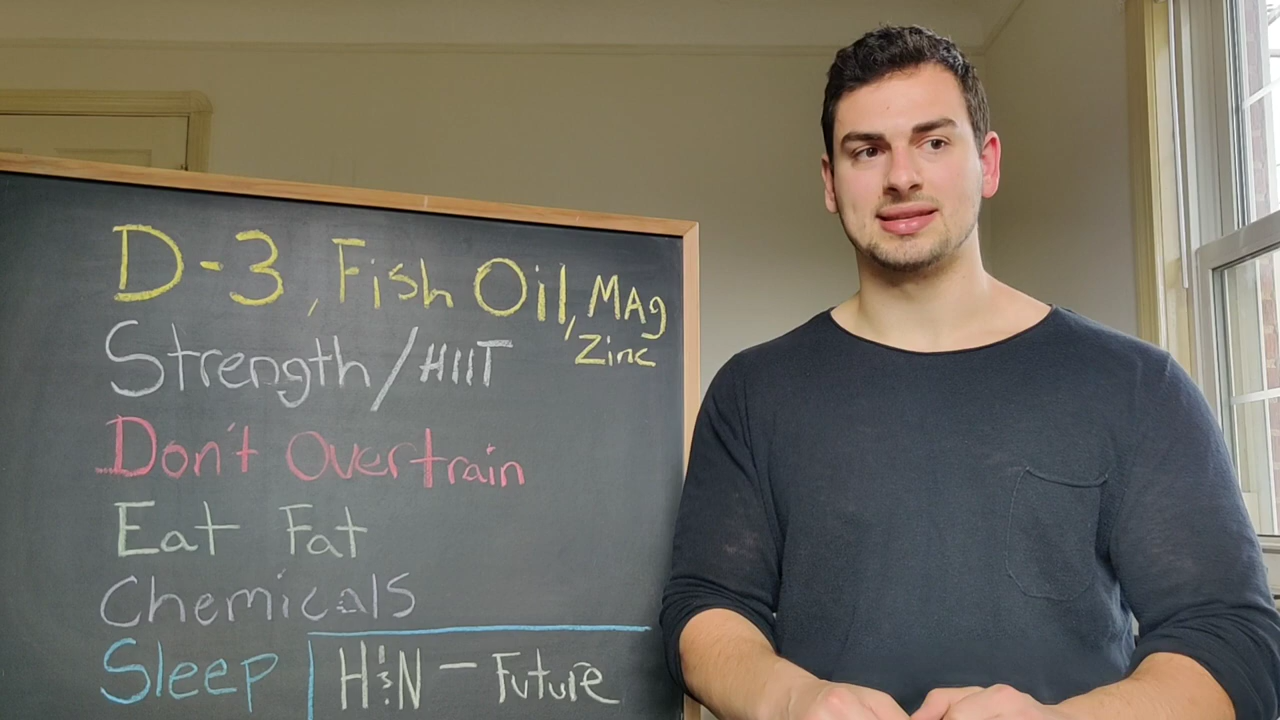 D-3, Fish Oil, MAg
Zinc
Strength/HIIT
Don't Overtrain
Eat Fat
Chemicals
Sleep
H&N - Future